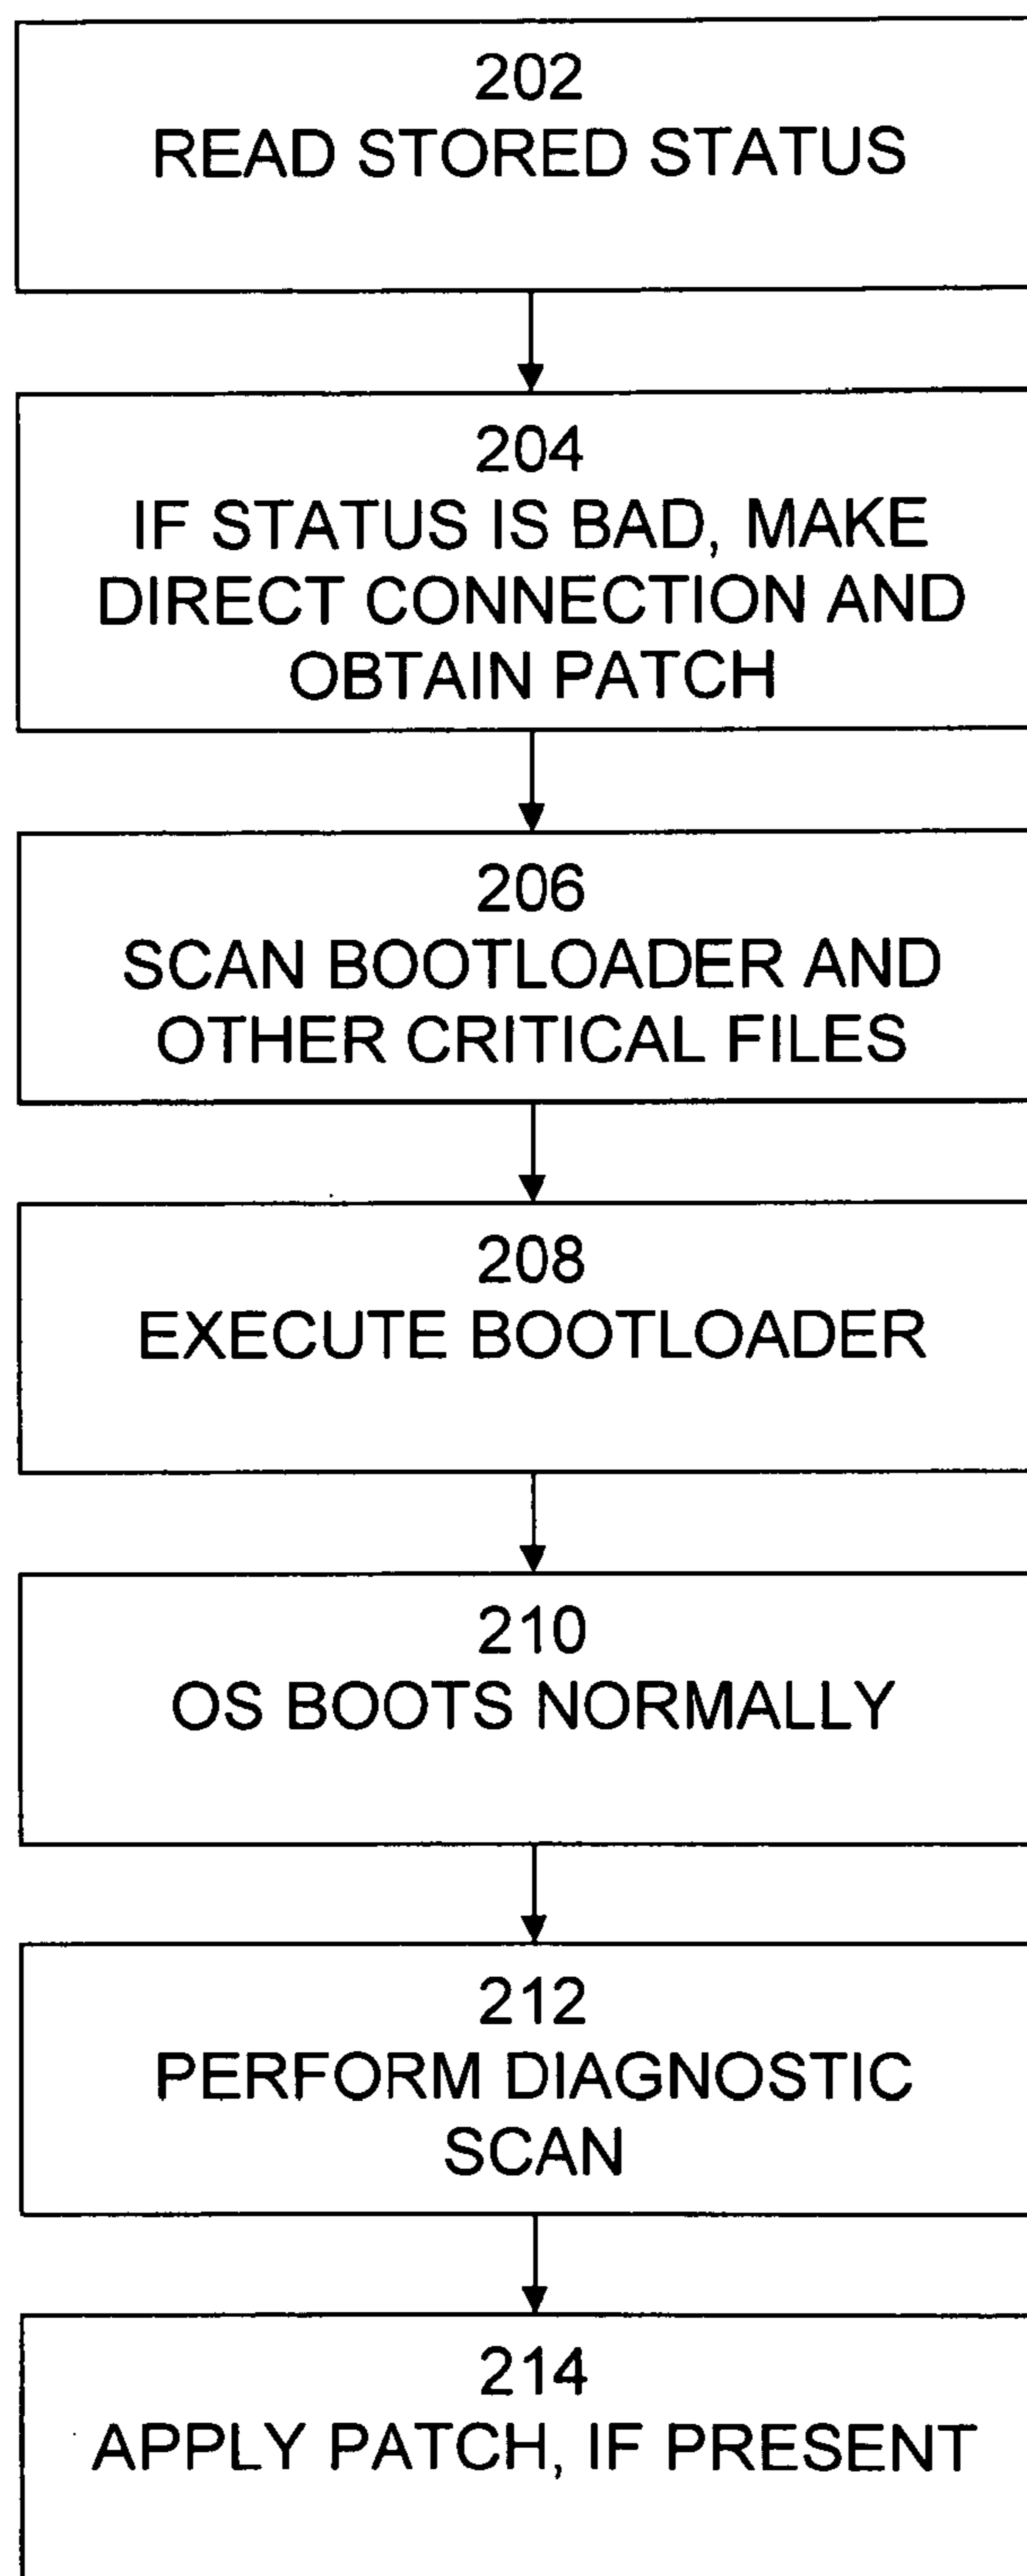 202
READ STORED STATUS
204
IF STATUS IS BAD, MAKE
DIRECT CONNECTION AND
OBTAIN PATCH
206
SCAN BOOTLOADER AND
OTHER CRITICAL FILES
208
EXECUTE BOOTLOADER
210
OS BOOTS NORMALLY
212
PERFORM DIAGNOSTIC
SCAN
214
APPLY PATCH, IF PRESENT